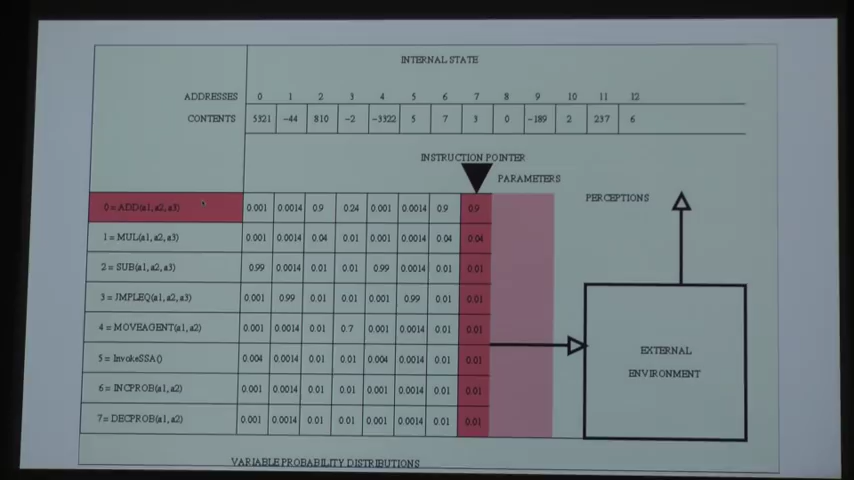 INTERNAL STATE
ADDRESSES 0 1 2 3 4 5 6 7 8 9 10 11 12
CONTENTS 5321 -44 810 -2 -3322 5 7 3 0 -189 2 237 6
INSTRUCTION POINTER
PARAMETERS
PERCEPTIONS
0 = ADD(a1, a2, a3) 0.001 0.0014 0.9 0.24 0.001 0.0014 0.9 0.9
1 = MUL(a1, a2, a3) 0.001 0.0014 0.04 0.01 0.001 0.0014 0.04 0.04
2 = SUB(a1, a2, a3) 0.99 0.0014 0.01 0.01 0.99 0.0014 0.01 0.01
3 = JMPLEQ(a1, a2, a3) 0.001 0.99 0.01 0.01 0.001 0.99 0.01 0.01
4 = MOVEAGENT(a1, a2) 0.001 0.0014 0.01 0.7 0.001 0.0014 0.01 0.01
5 = InvokeSSA() 0.004 0.0014 0.01 0.01 0.004 0.0014 0.01 0.01
6 = INCPROB(a1, a2) 0.001 0.0014 0.01 0.01 0.001 0.0014 0.01 0.01
7 = DECPROB(a1, a2) 0.001 0.0014 0.01 0.01 0.001 0.0014 0.01 0.01
EXTERNAL
ENVIRONMENT
VARIABLE PROBABILITY DISTRIBUTIONS